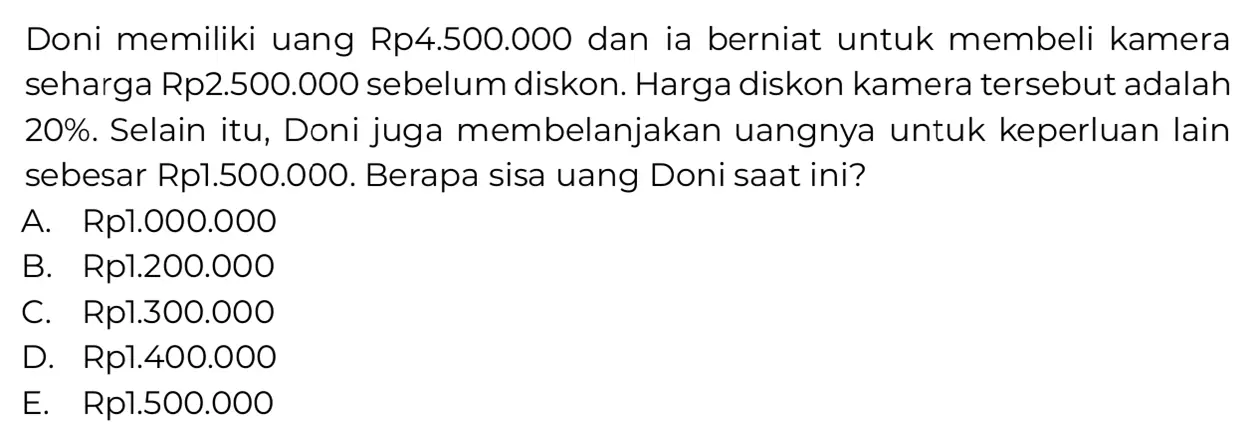 Doni memiliki uang Rp4.500.000 dan ia berniat untuk membeli kamera
seharga Rp2.500.000 sebelum diskon. Harga diskon kamera tersebut adalah
20%. Selain itu, Doni juga membelanjakan uangnya untuk keperluan lain
sebesar Rp1.500.000. Berapa sisa uang Doni saat ini?
A. Rp1.000.000
B. Rp1.200.000
C. Rp1.300.000
D. Rp1.400.000
E. Rp1.500.000